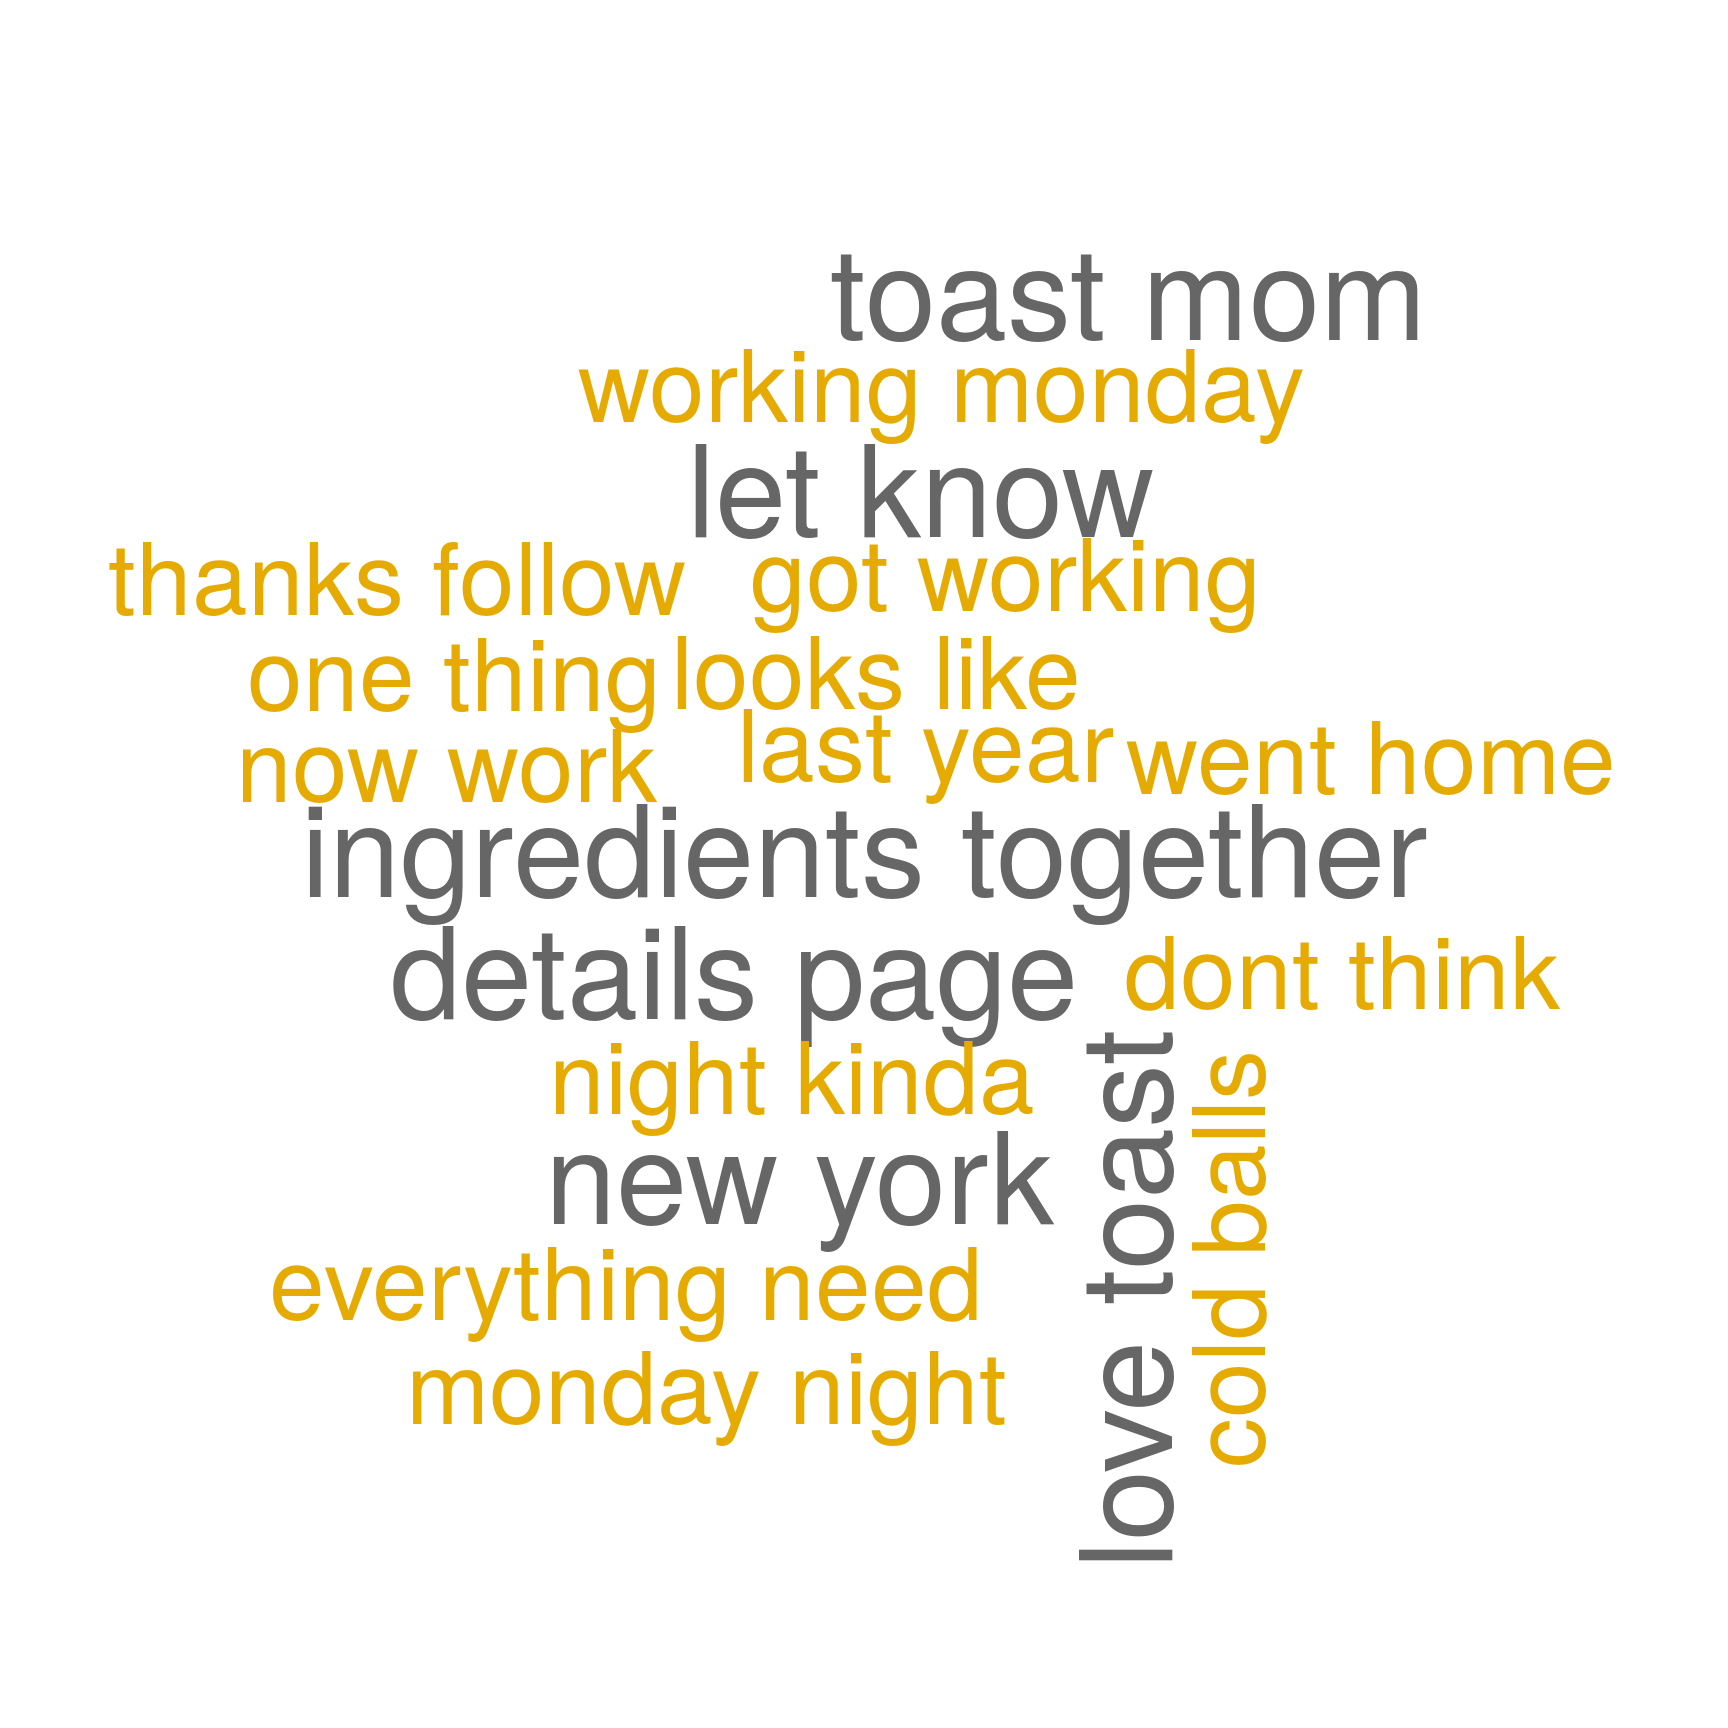 toast mom
working monday
let know
thanks follow
got working
one thing
looks like
now work
last year
went home
ingredients together
details page
dont think
night kinda
new york
everything need
monday night
love toast
cold balls